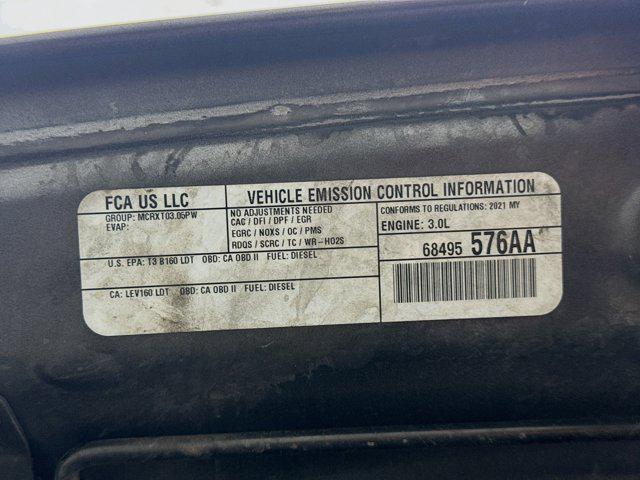 FCA US LLC
GROUP: MCRXT03.05PW
EVAP:
VEHICLE EMISSION CONTROL INFORMATION
NO ADJUSTMENTS NEEDED
CAC / DFI / DPF / EGR
EGRC / NOXS / OC / PMS
RDQS / SCRC / TC / WR-HO2S
CONFORMS TO REGULATIONS: 2021 MY
ENGINE: 3.0L
68495 576AA
U.S. EPA: T3 B160 LDT OBD: CA OBD II FUEL: DIESEL
CA: LEV160 LDT OBD: CA OBD II FUEL: DIESEL